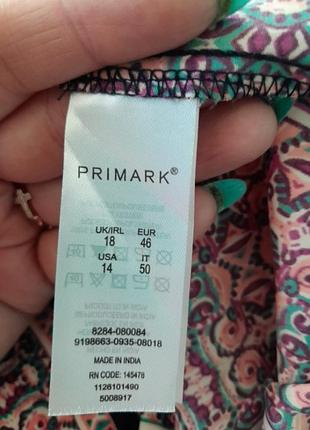 PRIMARK®
UK/IRL EUR
18 46
USA IT
14 50
8284-080084
9198663-0935-08018
MADE IN INDIA
RN CODE: 145478
1126101490
5008917